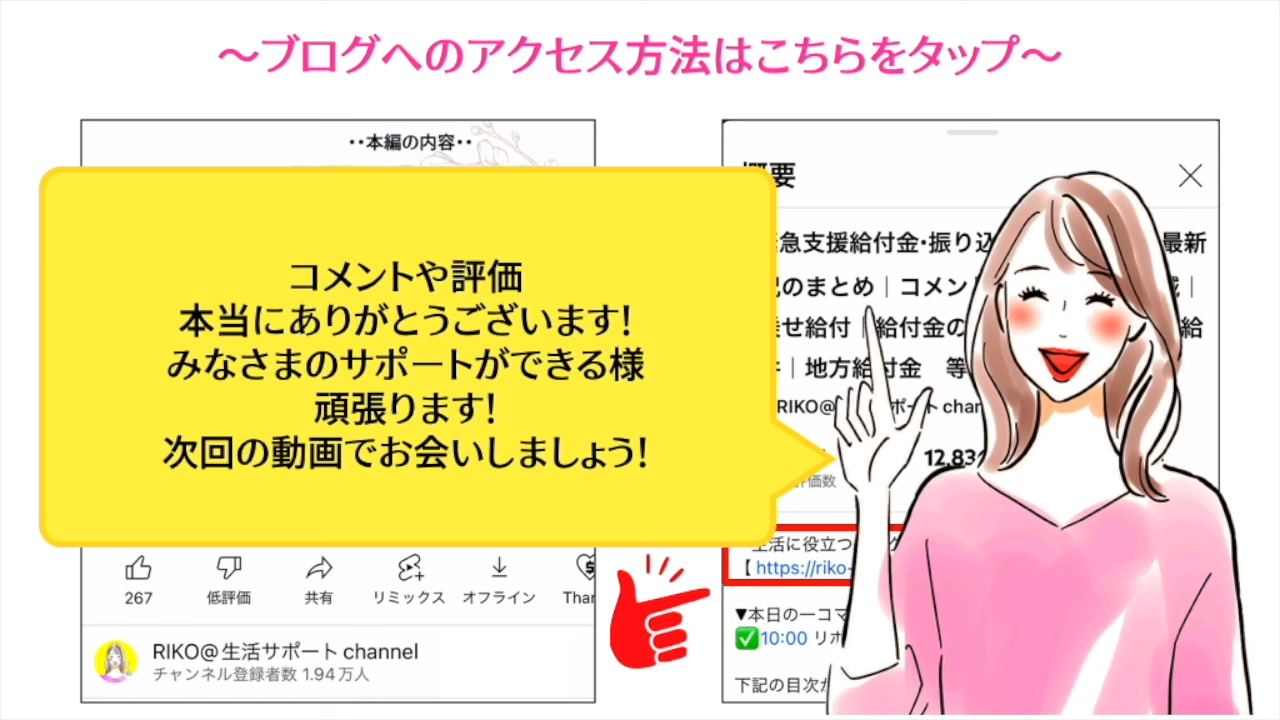 ～ブログへのアクセス方法はこちらをタップ～
･･本編の内容･･
コメントや評価
本当にありがとうございます!
みなさまのサポートができる様
頑張ります!
次回の動画でお会いしましょう!
267
低評価
共有
リミックス
オフライン
RIKO@生活サポート channel
チャンネル登録者数 1.94万人
要
急支援給付金･振り込 最新
のまとめ｜コメン
せ給付 給付金の 給
｜地方給付金 等
RIKO@ ポート chan
12,83
評価数
生活に役立つ
【 https://riko-
▼本日の一コマ
✅10:00 リボ
下記の目次か